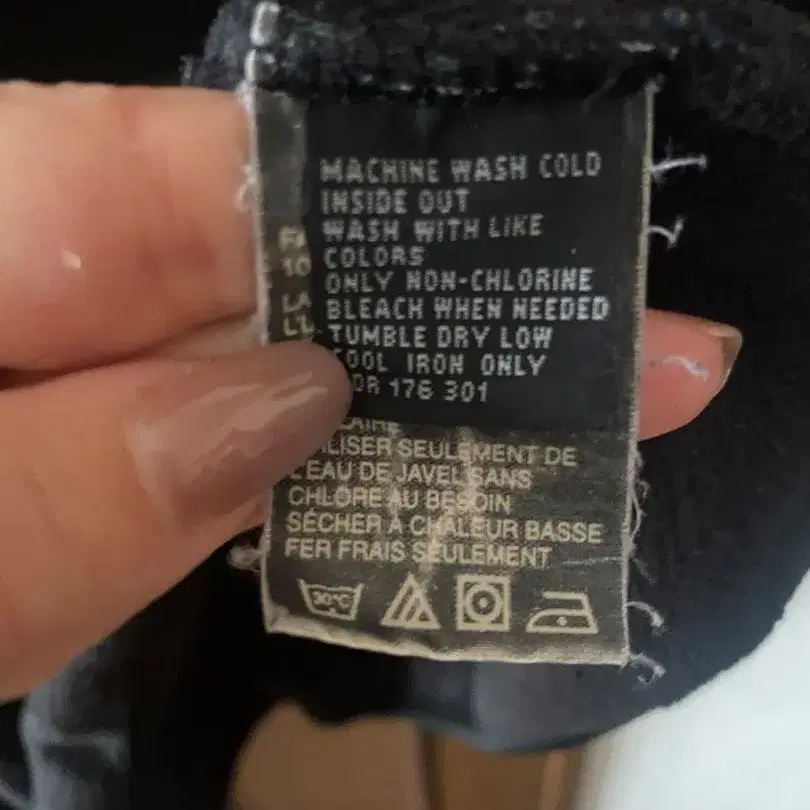 MACHINE WASH COLD
INSIDE OUT
WASH WITH LIKE
COLORS
ONLY NON-CHLORINE
BLEACH WHEN NEEDED
TUMBLE DRY LOW
COOL IRON ONLY
176 301
SEULEMENT DE
L'EAU DE JAVEL SANS
CHLORE AU BESOIN
SÉCHER À CHALEUR BASSE
FER FRAIS SEULEMENT
30°C